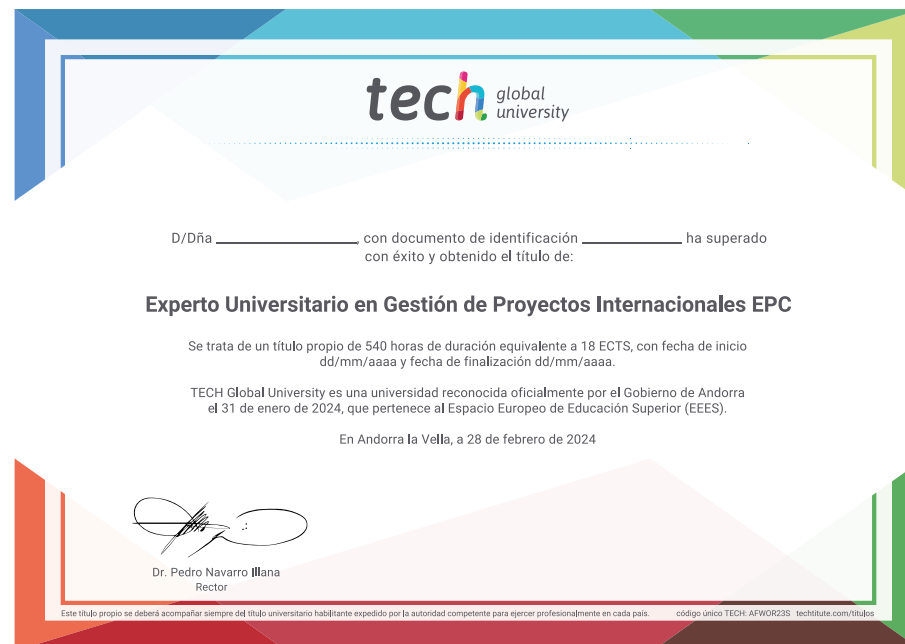 tech global university
D/Dña ____________________, con documento de identificación ______________ ha superado
con éxito y obtenido el título de:
Experto Universitario en Gestión de Proyectos Internacionales EPC
Se trata de un título propio de 540 horas de duración equivalente a 18 ECTS, con fecha de inicio
dd/mm/aaaa y fecha de finalización dd/mm/aaaa.
TECH Global University es una universidad reconocida oficialmente por el Gobierno de Andorra
el 31 de enero de 2024, que pertenece al Espacio Europeo de Educación Superior (EEES).
En Andorra la Vella, a 28 de febrero de 2024
Dr. Pedro Navarro Illana
Rector
Este título propio se deberá acompañar siempre del título universitario habilitante expedido por la autoridad competente para ejercer profesionalmente en cada país. código único TECH: AFWOR23S techtitute.com/titulos